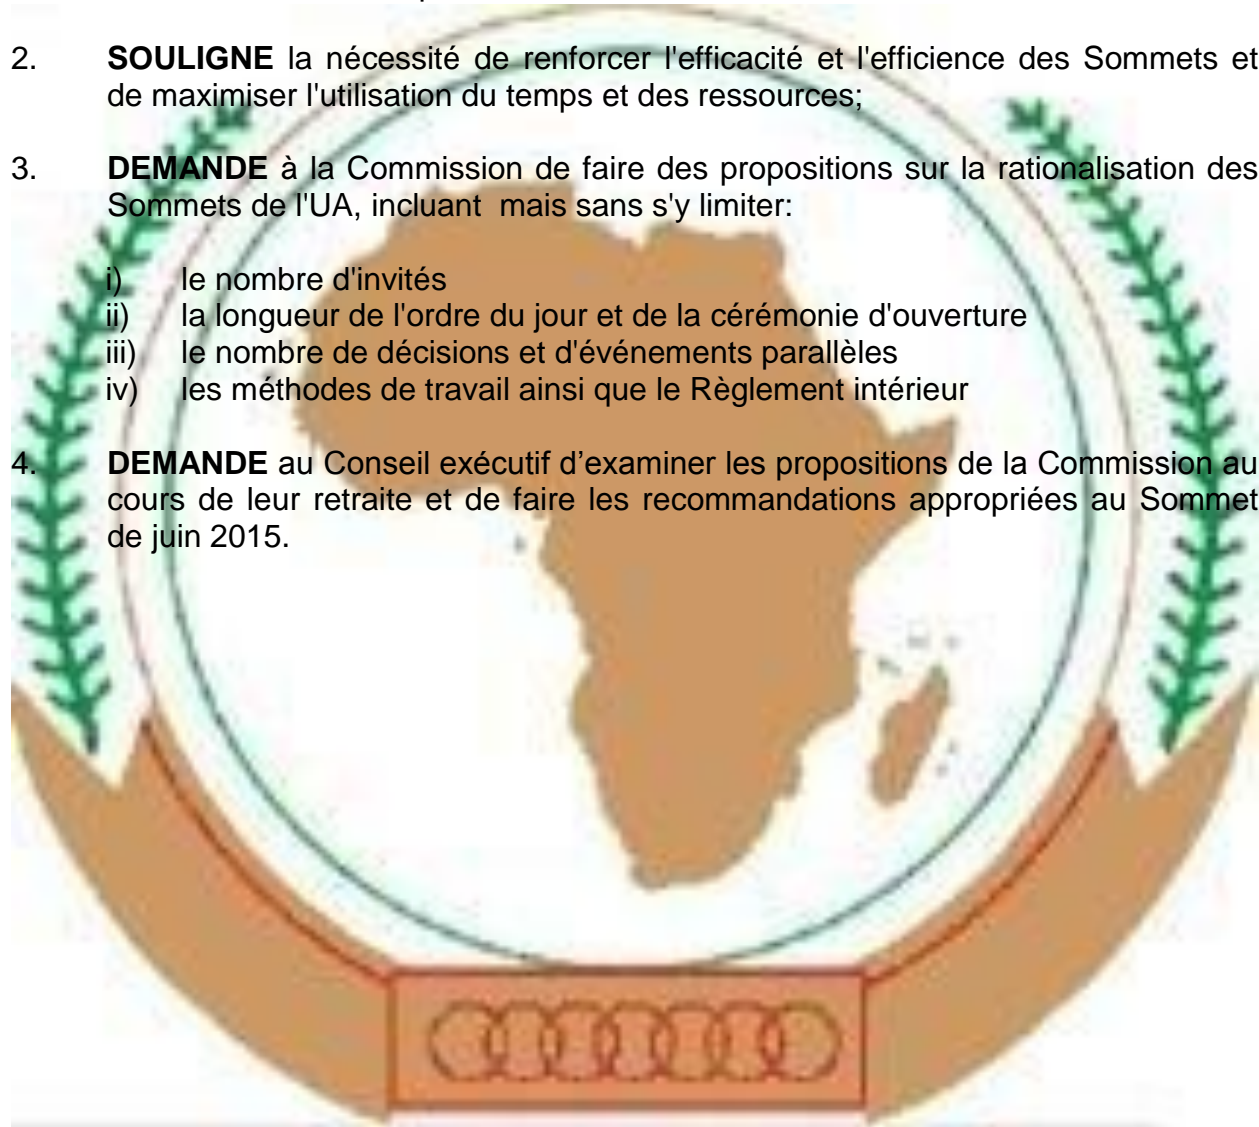 2. SOULIGNE la nécessité de renforcer l'efficacité et l'efficience des Sommets et
de maximiser l'utilisation du temps et des ressources;
3. DEMANDE à la Commission de faire des propositions sur la rationalisation des
Sommets de l'UA, incluant mais sans s'y limiter:
i) le nombre d'invités
ii) la longueur de l'ordre du jour et de la cérémonie d'ouverture
iii) le nombre de décisions et d'événements parallèles
iv) les méthodes de travail ainsi que le Règlement intérieur
4. DEMANDE au Conseil exécutif d’examiner les propositions de la Commission au
cours de leur retraite et de faire les recommandations appropriées au Sommet
de juin 2015.